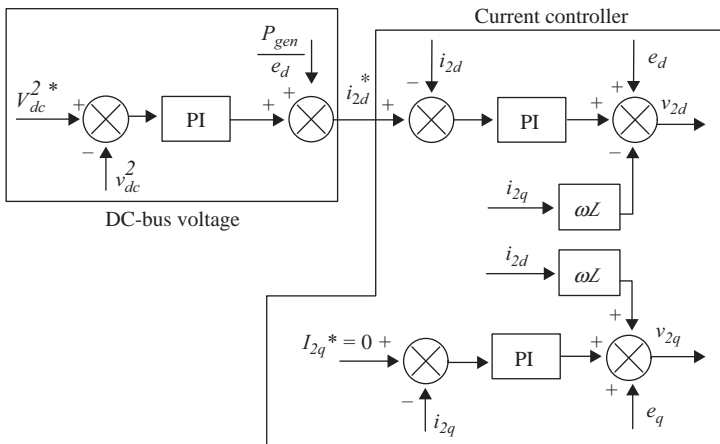 Current controller
P_gen
e_d
i_2d
e_d
V_dc^2 *
+
PI
+
+
i_2d^*
+
−
PI
+
+
v_2d
−
v_dc^2
−
i_2q
ωL
DC-bus voltage
i_2d
ωL
+
I_2q* = 0 +
PI
+
v_2q
−
i_2q
+
e_q